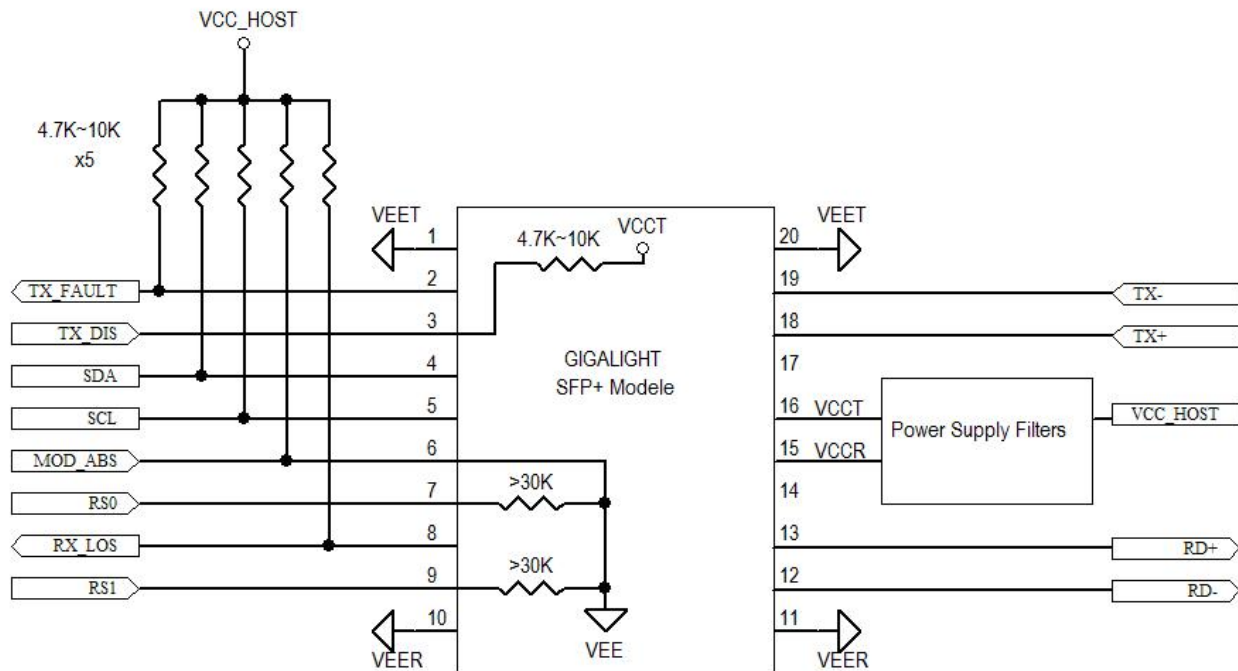 VCC_HOST
4.7K~10K
x5
VEET
1
TX_FAULT
2
TX_DIS
3
SDA
4
SCL
5
MOD_ABS
6
RS0
7
RX_LOS
8
RS1
9
10
VEER
4.7K~10K
VCCT
GIGALIGHT
SFP+ Modele
>30K
>30K
VEE
20
VEET
19
TX-
18
TX+
17
16
VCCT
15
VCCR
Power Supply Filters
VCC_HOST
14
13
RD+
12
RD-
11
VEER